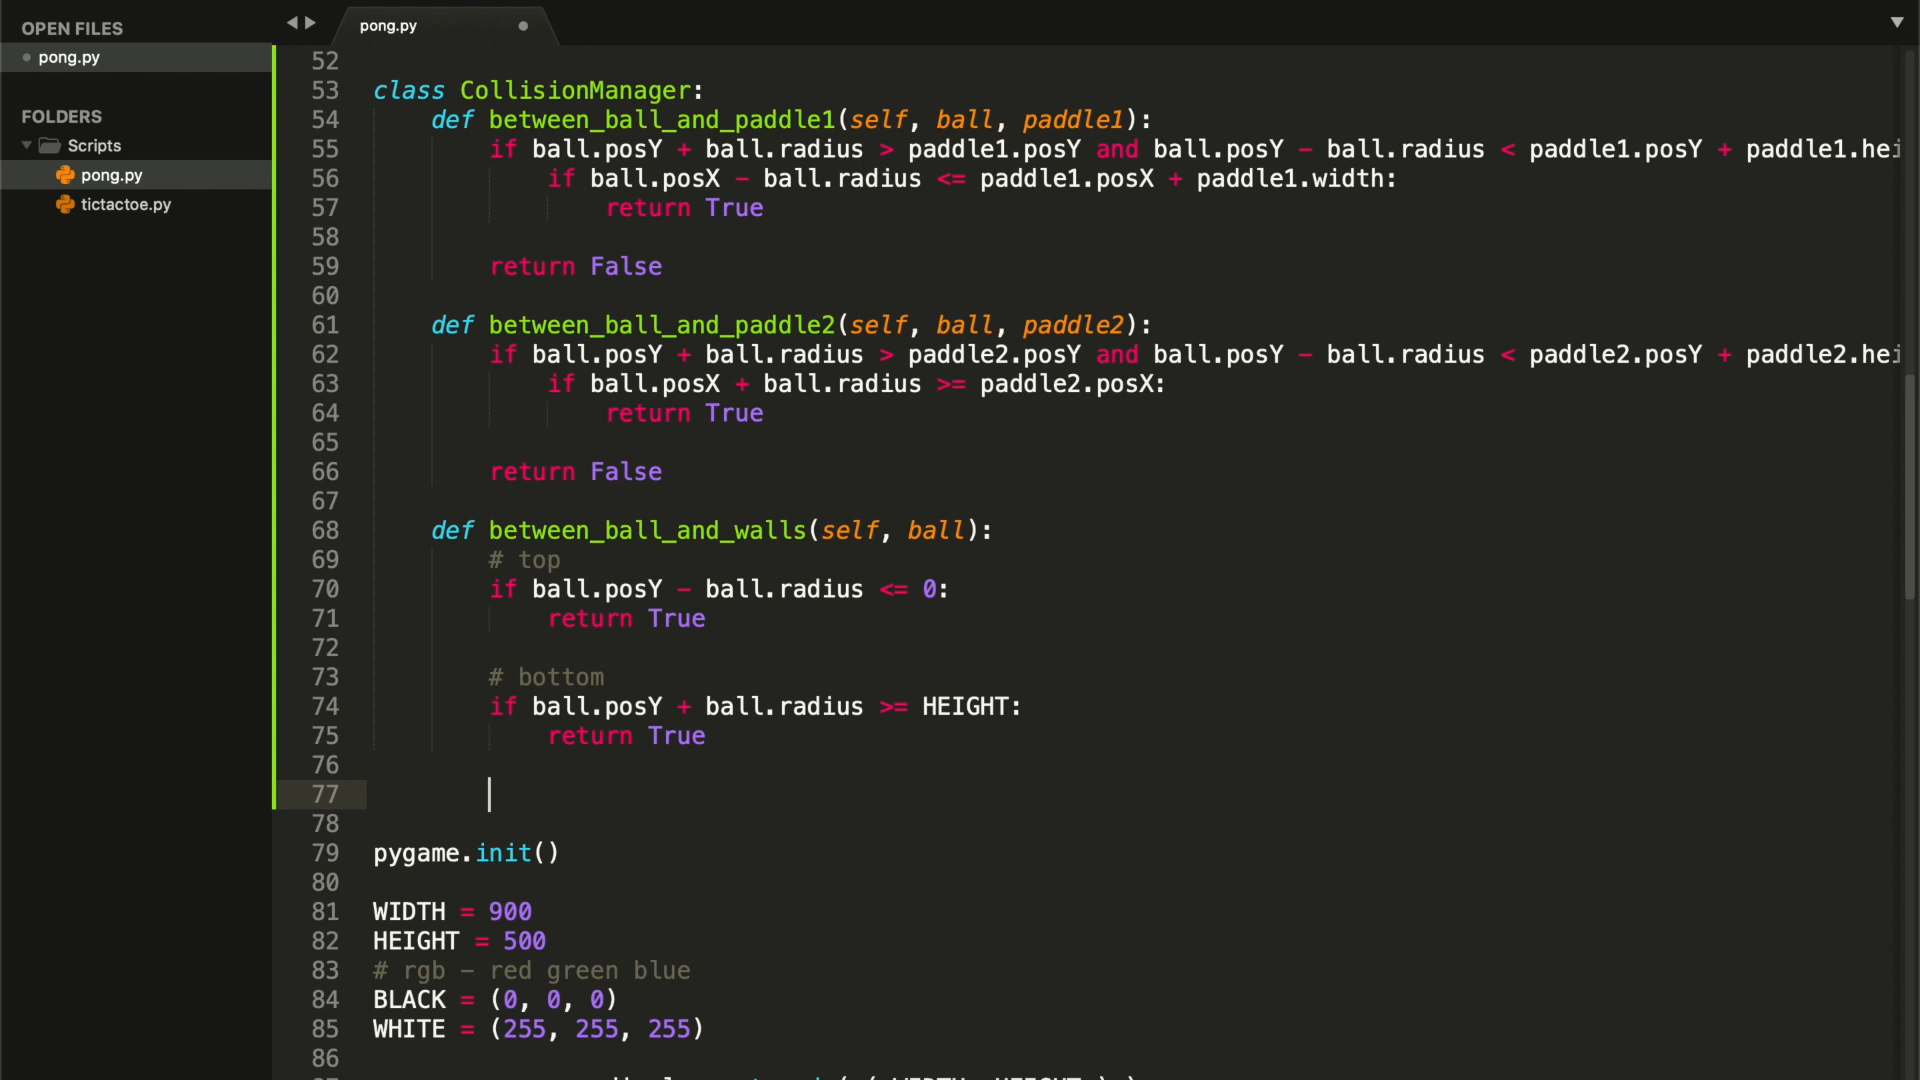 OPEN FILES
pong.py
FOLDERS
Scripts
pong.py
tictactoe.py
pong.py
52
53 class CollisionManager:
54 def between_ball_and_paddle1(self, ball, paddle1):
55 if ball.posY + ball.radius > paddle1.posY and ball.posY - ball.radius < paddle1.posY + paddle1.hei
56 if ball.posX - ball.radius <= paddle1.posX + paddle1.width:
57 return True
58
59 return False
60
61 def between_ball_and_paddle2(self, ball, paddle2):
62 if ball.posY + ball.radius > paddle2.posY and ball.posY - ball.radius < paddle2.posY + paddle2.hei
63 if ball.posX + ball.radius >= paddle2.posX:
64 return True
65
66 return False
67
68 def between_ball_and_walls(self, ball):
69 # top
70 if ball.posY - ball.radius <= 0:
71 return True
72
73 # bottom
74 if ball.posY + ball.radius >= HEIGHT:
75 return True
76
77
78
79 pygame.init()
80
81 WIDTH = 900
82 HEIGHT = 500
83 # rgb - red green blue
84 BLACK = (0, 0, 0)
85 WHITE = (255, 255, 255)
86